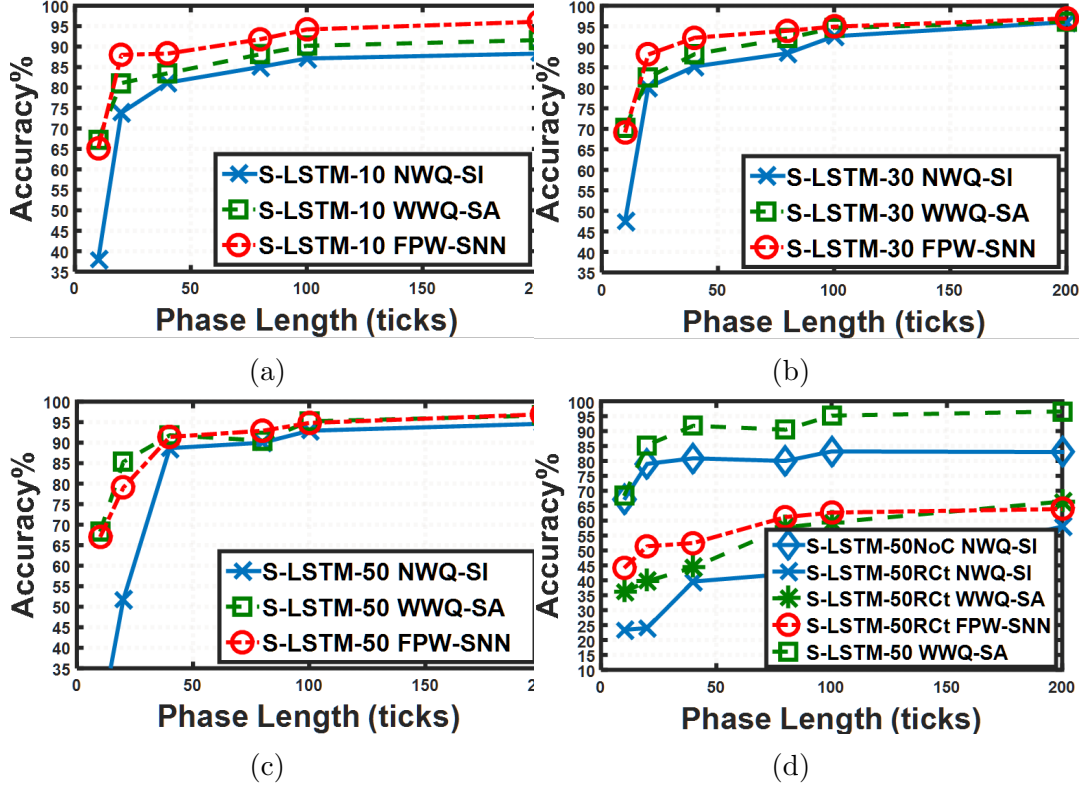 100
95
90
85
80
75
70
65
60
55
50
45
40
35
Accuracy%
S-LSTM-10 NWQ-SI
S-LSTM-10 WWQ-SA
S-LSTM-10 FPW-SNN
0 50 100 150
Phase Length (ticks)
(a)
100
95
90
85
80
75
70
65
60
55
50
45
40
35
Accuracy%
S-LSTM-30 NWQ-SI
S-LSTM-30 WWQ-SA
S-LSTM-30 FPW-SNN
0 50 100 150 200
Phase Length (ticks)
(b)
100
95
90
85
80
75
70
65
60
55
50
45
40
35
Accuracy%
S-LSTM-50 NWQ-SI
S-LSTM-50 WWQ-SA
S-LSTM-50 FPW-SNN
0 50 100 150
Phase Length (ticks)
(c)
100
95
90
85
80
75
70
65
60
55
50
45
40
35
30
25
20
15
10
Accuracy%
S-LSTM-50NoC NWQ-SI
S-LSTM-50RCt NWQ-SI
S-LSTM-50RCt WWQ-SA
S-LSTM-50RCt FPW-SNN
S-LSTM-50 WWQ-SA
0 50 100 150 200
Phase Length (ticks)
(d)